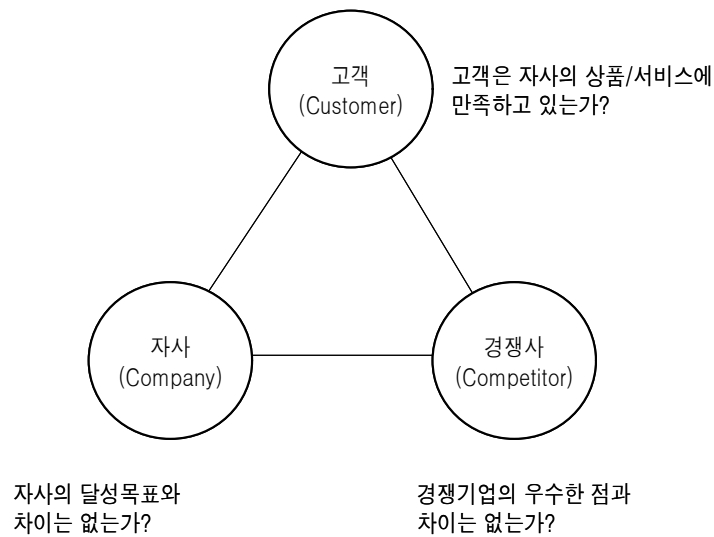 고객
(Customer)
고객은 자사의 상품/서비스에
만족하고 있는가?
자사
(Company)
경쟁사
(Competitor)
자사의 달성목표와
차이는 없는가?
경쟁기업의 우수한 점과
차이는 없는가?